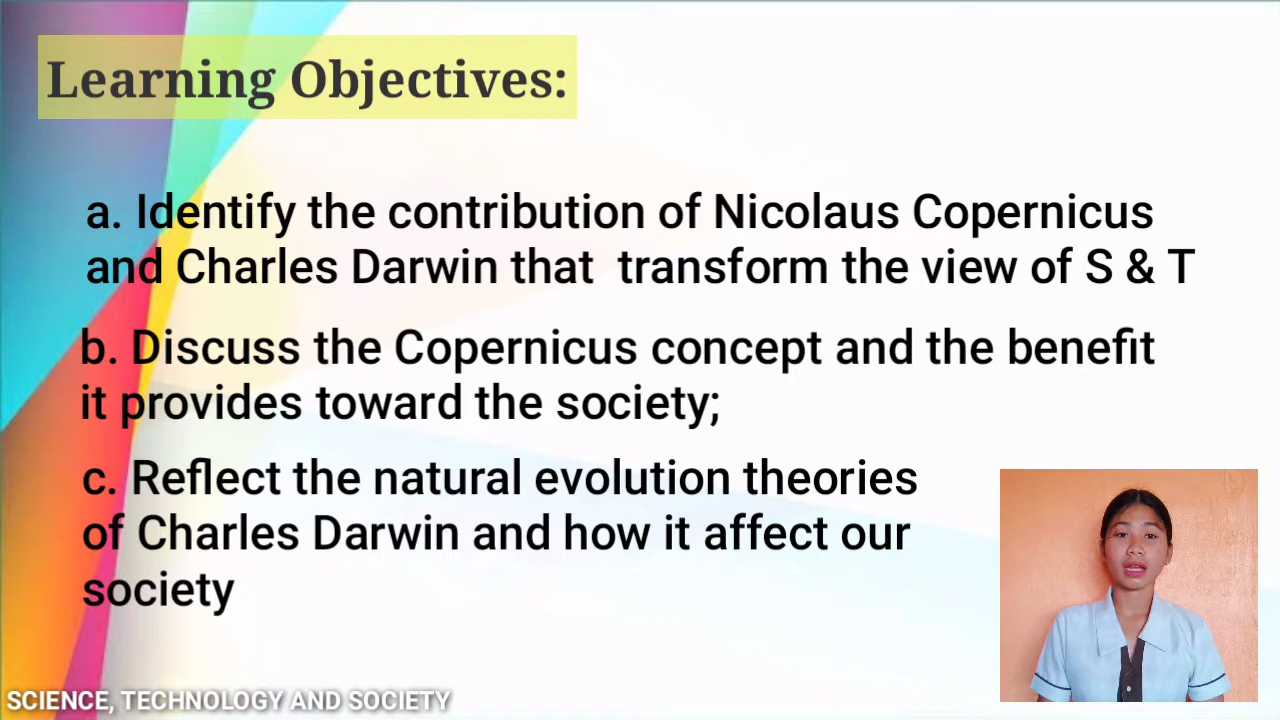 Learning Objectives:
a. Identify the contribution of Nicolaus Copernicus
and Charles Darwin that  transform the view of S & T
b. Discuss the Copernicus concept and the benefit
it provides toward the society;
c. Reflect the natural evolution theories
of Charles Darwin and how it affect our
society
SCIENCE, TECHNOLOGY AND SOCIETY